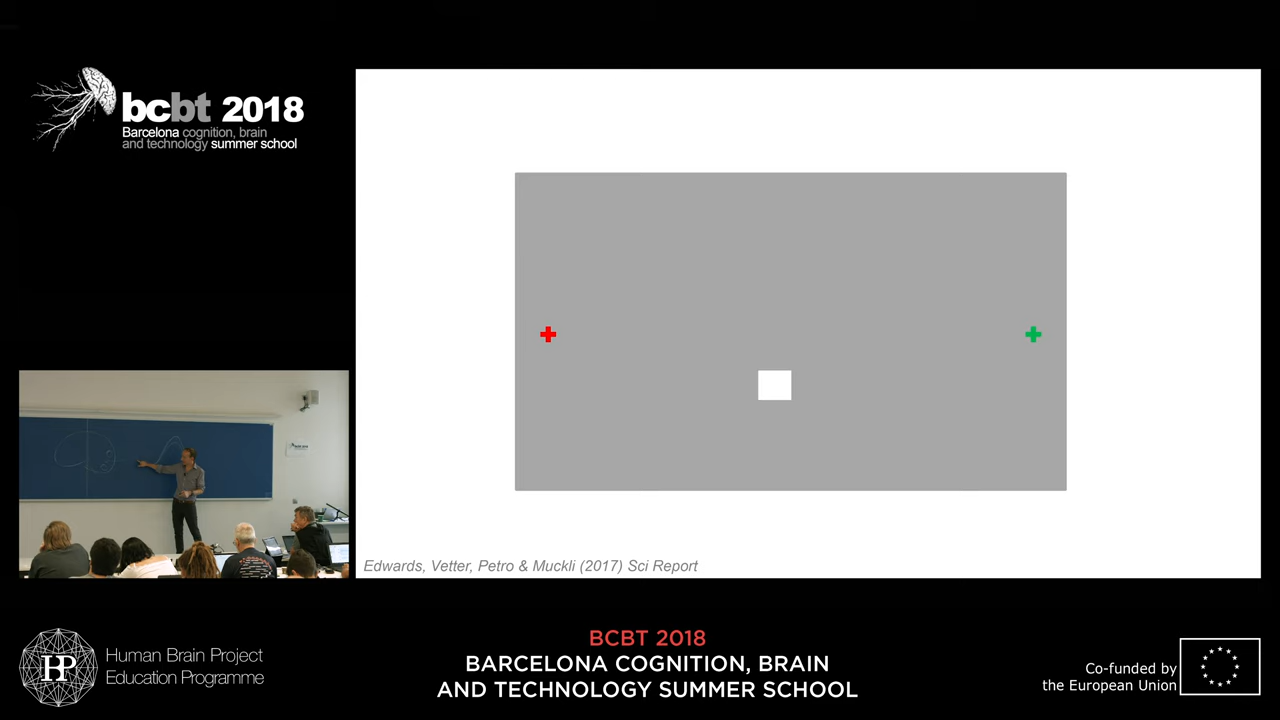 bcbt 2018
Barcelona cognition, brain
and technology summer school
Edwards, Vetter, Petro & Muckli (2017) Sci Report
HP
Human Brain Project
Education Programme
BCBT 2018
BARCELONA COGNITION, BRAIN
AND TECHNOLOGY SUMMER SCHOOL
Co-funded by
the European Union